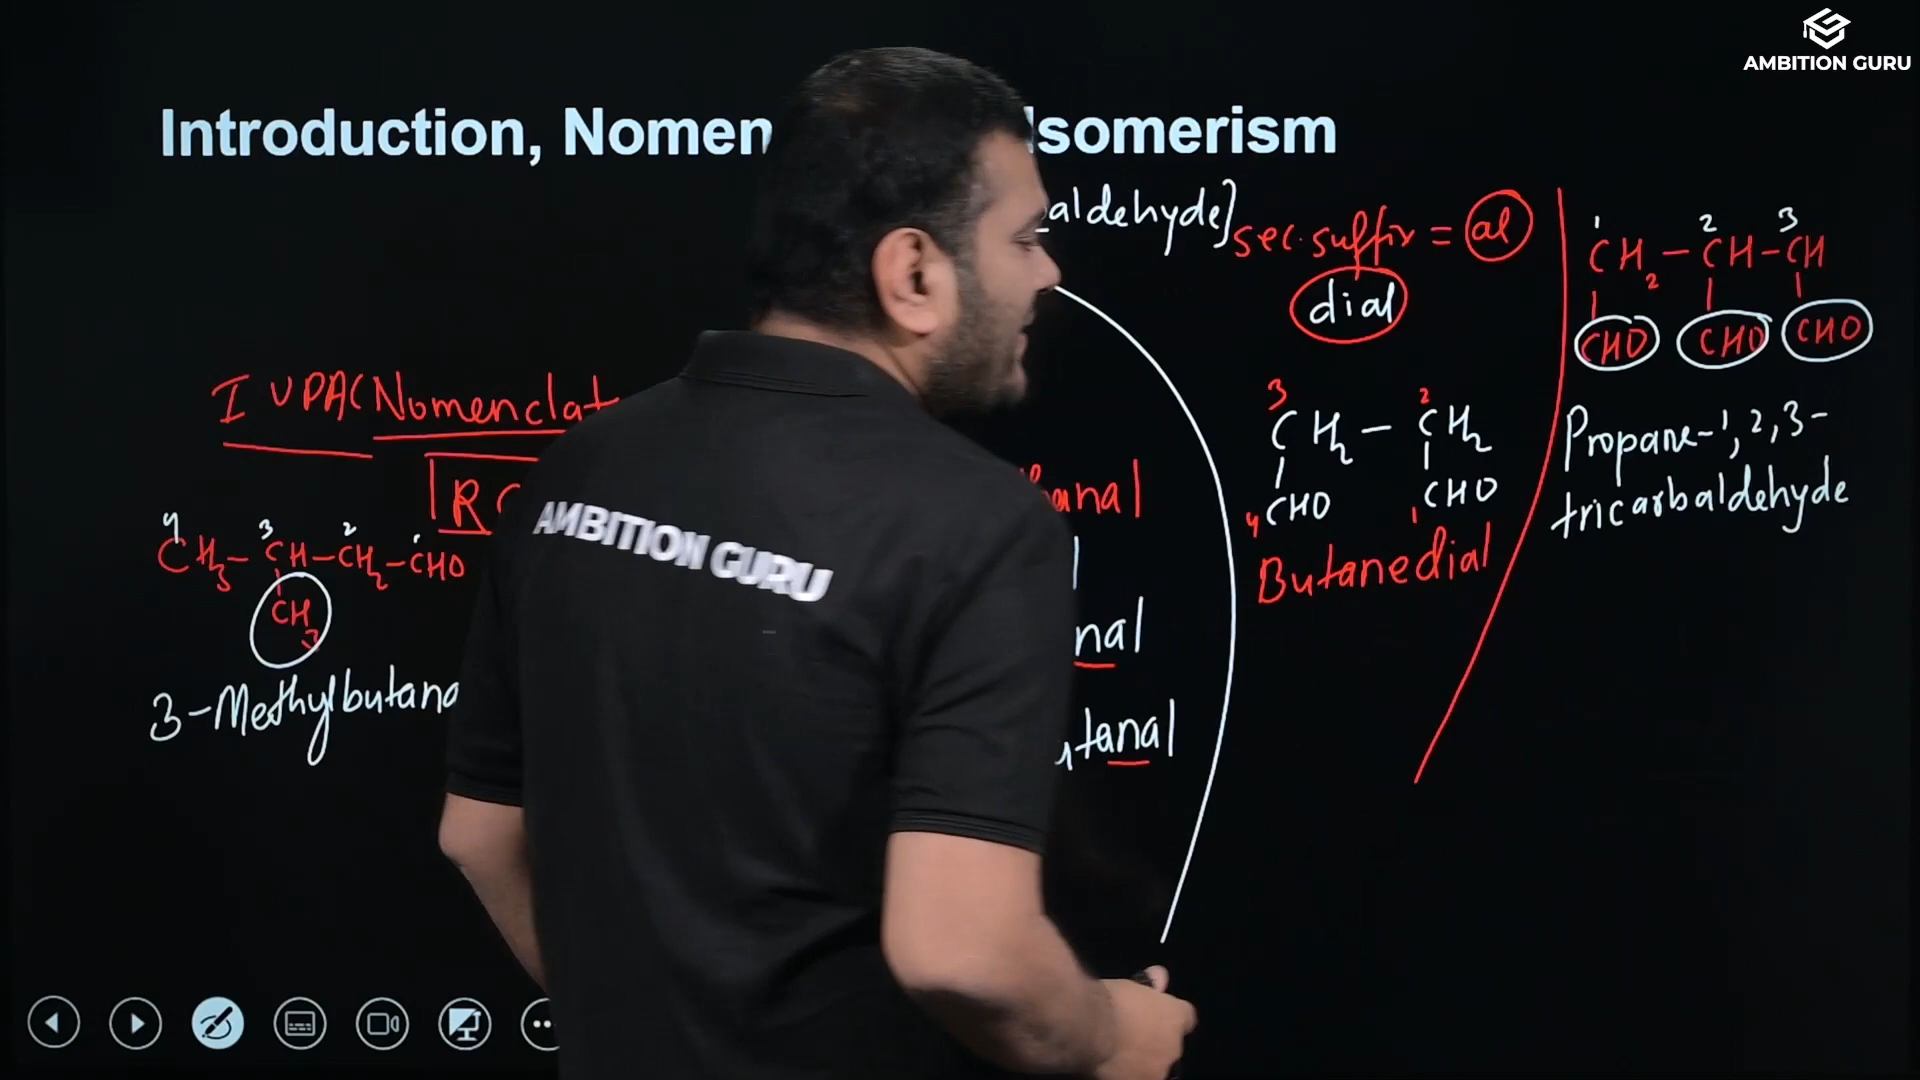 AMBITION GURU
Introduction, Nomen
Isomerism
aldehyde]
sec. suffix = al
dial
IUPAC Nomenclat
R
4 3 2 1
CH3-CH-CH2-CHO
CH3
3-Methylbutana
AMBITION GURU
anal
l
nal
utanal
3 2
CH2-CH2
4 CHO 1 CHO
Butanedial
1 2 3
CH2-CH-CH
CHO CHO CHO
Propane-1,2,3-
tricarbaldehyde